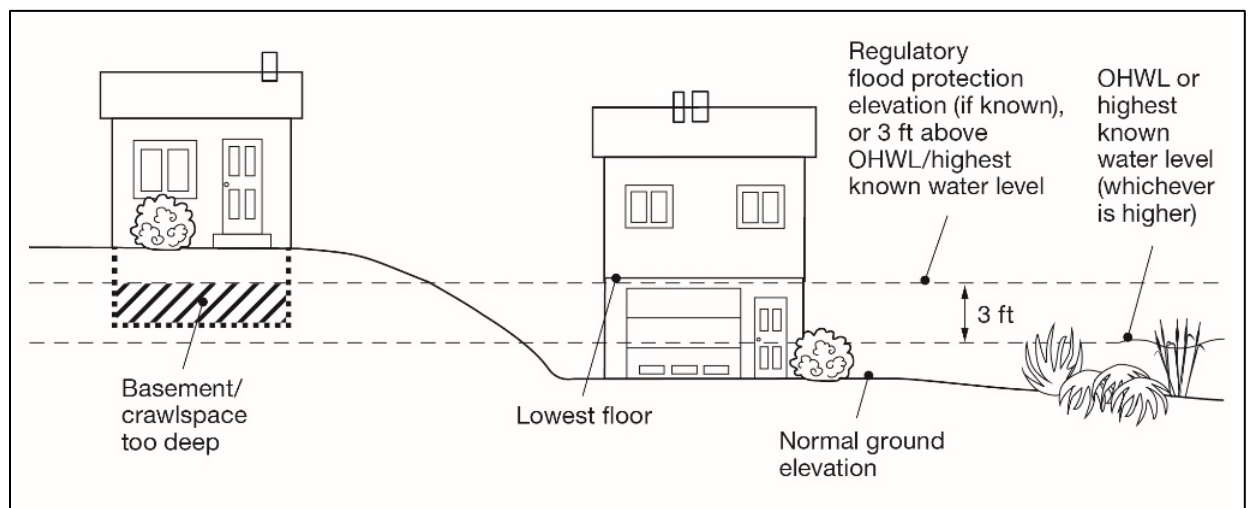 Regulatory
flood protection
elevation (if known),
or 3 ft above
OHWL/highest
known water level
OHWL or
highest
known
water level
(whichever
is higher)
3 ft
Basement/
crawlspace
too deep
Lowest floor
Normal ground
elevation